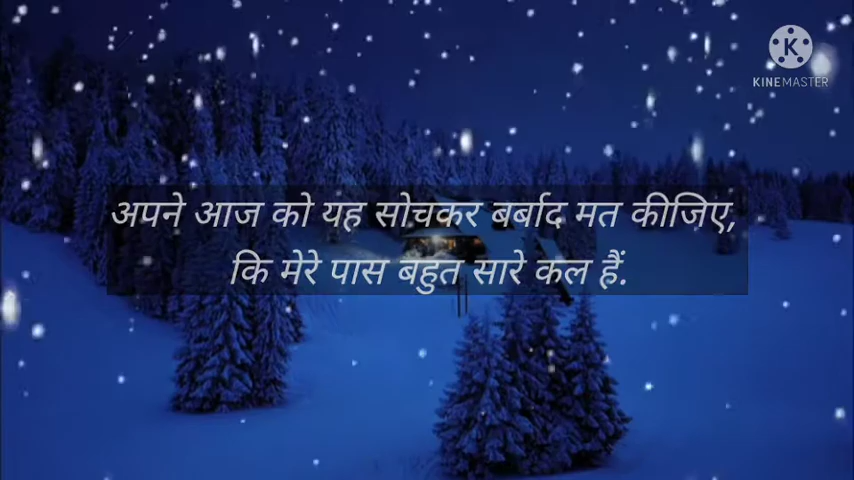 KINEMASTER
अपने आज को यह सोचकर बर्बाद मत कीजिए,
कि मेरे पास बहुत सारे कल हैं.